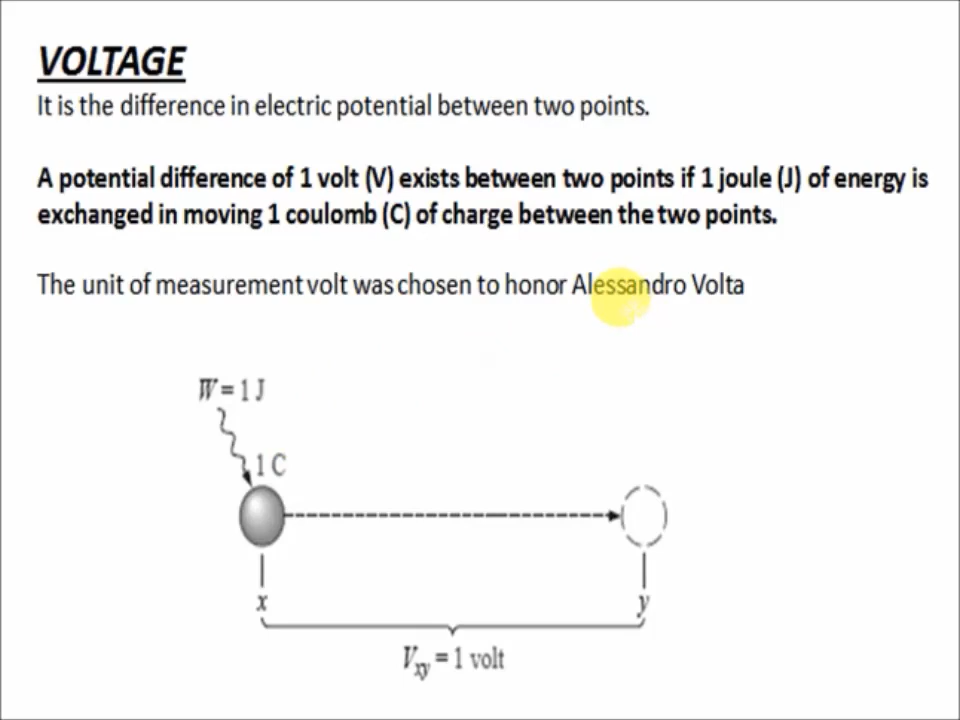 VOLTAGE
It is the difference in electric potential between two points.
A potential difference of 1 volt (V) exists between two points if 1 joule (J) of energy is
exchanged in moving 1 coulomb (C) of charge between the two points.
The unit of measurement volt was chosen to honor Alessandro Volta
W = 1 J
1 C
x
y
Vxy = 1 volt